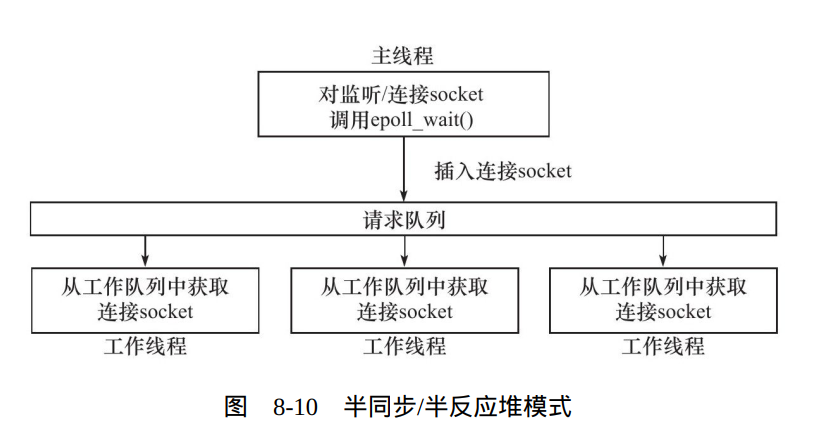 主线程
对监听/连接socket
调用epoll_wait()
插入连接socket
请求队列
从工作队列中获取
连接socket
从工作队列中获取
连接socket
从工作队列中获取
连接socket
工作线程
工作线程
工作线程
图 8-10 半同步/半反应堆模式